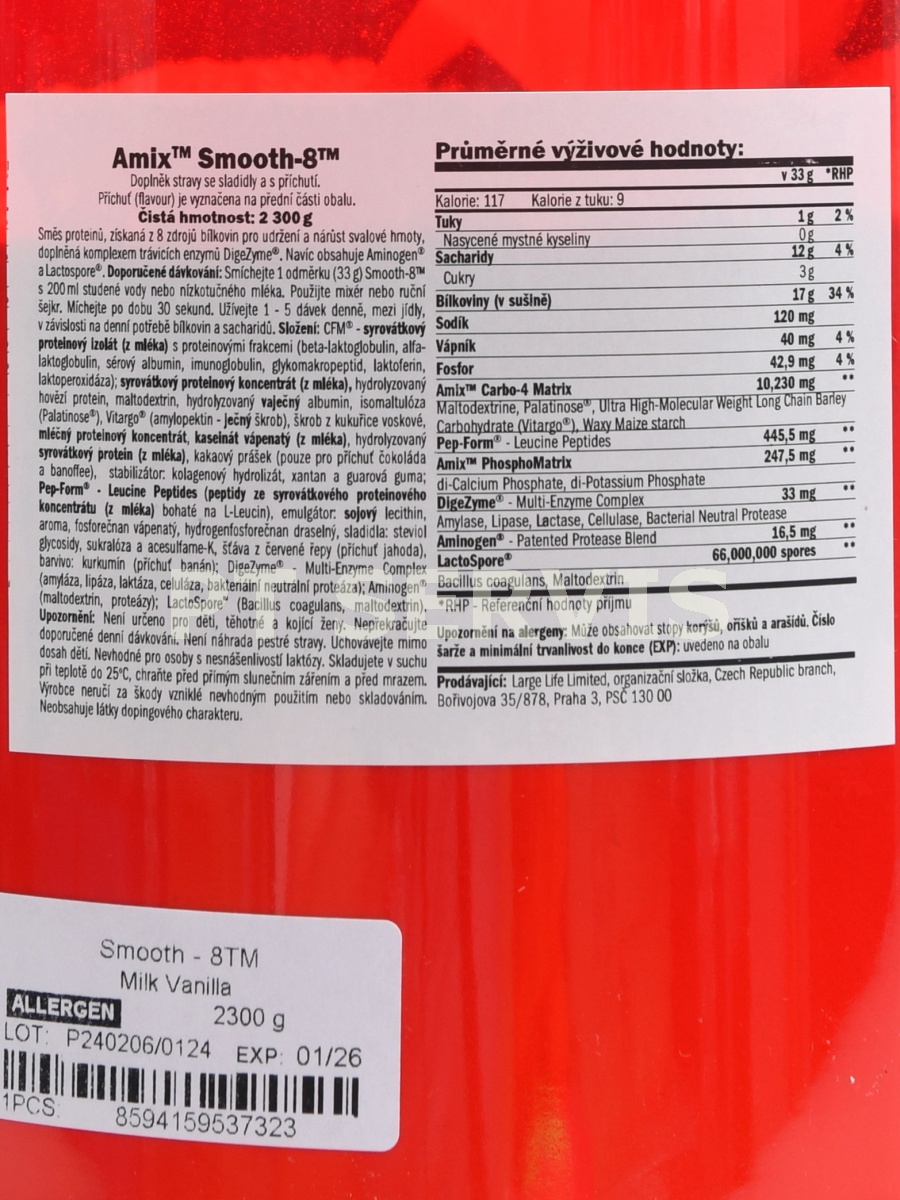 Amix™ Smooth-8™
Doplněk stravy se sladidly a s příchutí.
Příchuť (flavour) je vyznačena na přední části obalu.
Čistá hmotnost: 2 300 g
Směs proteinů, získaná z 8 zdrojů bílkovin pro udržení a nárůst svalové hmoty,
doplněná komplexem trávicích enzymů DigeZyme®. Navíc obsahuje Aminogen®
a Lactospore®. Doporučené dávkování: Smíchejte 1 odměrku (33 g) Smooth-8™
s 200 ml studené vody nebo nízkotučného mléka. Použijte mixér nebo ruční
šejkr. Míchejte po dobu 30 sekund. Užívejte 1 - 5 dávek denně, mezi jídly,
v závislosti na denní potřebě bílkovin a sacharidů. Složení: CFM® - syrovátkový
proteinový izolát (z mléka) s proteinovými frakcemi (beta-laktoglobulin, alfa-
laktoglobulin, sérový albumin, imunoglobulin, glykomakropeptid, laktoferin,
laktoperoxidáza); syrovátkový proteinový koncentrát (z mléka), hydrolyzovaný
hovězí protein, maltodextrin, hydrolyzovaný vaječný albumin, isomaltulóza
(Palatinose®), Vitargo® (amylopektin - ječný škrob), škrob z kukuřice voskové,
mléčný proteinový koncentrát, kaseinát vápenatý (z mléka), hydrolyzovaný
syrovátkový protein (z mléka), kakaový prášek (pouze pro příchuť čokoláda
a banoffee), stabilizátor: kolagenový hydrolizát, xantan a guarová guma;
Pep-Form® - Leucine Peptides (peptidy ze syrovátkového proteinového
koncentrátu (z mléka) bohaté na L-Leucin), emulgátor: sojový lecithin,
aroma, fosforečnan vápenatý, hydrogenfosforečnan draselný, sladidla: steviol
glycosidy, sukralóza a acesulfame-K, šťáva z červené řepy (příchuť jahoda),
barvivo: kurkumin (příchuť banán); DigeZyme® - Multi-Enzyme Complex
(amyláza, lipáza, laktáza, celuláza, bakteriální neutrální proteáza); Aminogen®
(maltodextrin, proteázy); LactoSpore™ (Bacillus coagulans, maltodextrin).
Upozornění: Není určeno pro děti, těhotné a kojící ženy. Nepřekračujte
doporučené denní dávkování. Není náhrada pestré stravy. Uchovávejte mimo
dosah dětí. Nevhodné pro osoby s nesnášenlivostí laktózy. Skladujete v suchu
při teplotě do 25°C, chraňte před přímým slunečním zářením a před mrazem.
Výrobce neručí za škody vzniklé nevhodným použitím nebo skladováním.
Neobsahuje látky dopingového charakteru.
Průměrné výživové hodnoty:
v 33 g *RHP
Kalorie: 117 Kalorie z tuku: 9
Tuky 1 g 2 %
Nasycené mystné kyseliny 0g
Sacharidy 12 g 4 %
Cukry 3 g
Bílkoviny (v sušině) 17 g 34 %
Sodík 120 mg
Vápník 40 mg 4 %
Fosfor 42,9 mg 4 %
Amix™ Carbo-4 Matrix 10,230 mg **
Maltodextrine, Palatinose®, Ultra High-Molecular Weight Long Chain Barley
Carbohydrate (Vitargo®), Waxy Maize starch
Pep-Form® - Leucine Peptides 445,5 mg **
Amix™ PhosphoMatrix 247,5 mg **
di-Calcium Phosphate, di-Potassium Phosphate
DigeZyme® - Multi-Enzyme Complex 33 mg **
Amylase, Lipase, Lactase, Cellulase, Bacterial Neutral Protease
Aminogen® - Patented Protease Blend 16,5 mg **
LactoSpore® 66,000,000 spores **
Bacillus coagulans, Maltodextrin
*RHP - Referenční hodnoty příjmu
Upozornění na alergeny: Může obsahovat stopy korýšů, oříšků a arašídů. Číslo
šarže a minimální trvanlivost do konce (EXP): uvedeno na obalu
Prodávající: Large Life Limited, organizační složka, Czech Republic branch,
Bořivojova 35/878, Praha 3, PSČ 130 00
Smooth - 8TM
Milk Vanilla
ALLERGEN 2300 g
LOT: P240206/0124 EXP: 01/26
1PCS: 8594159537323